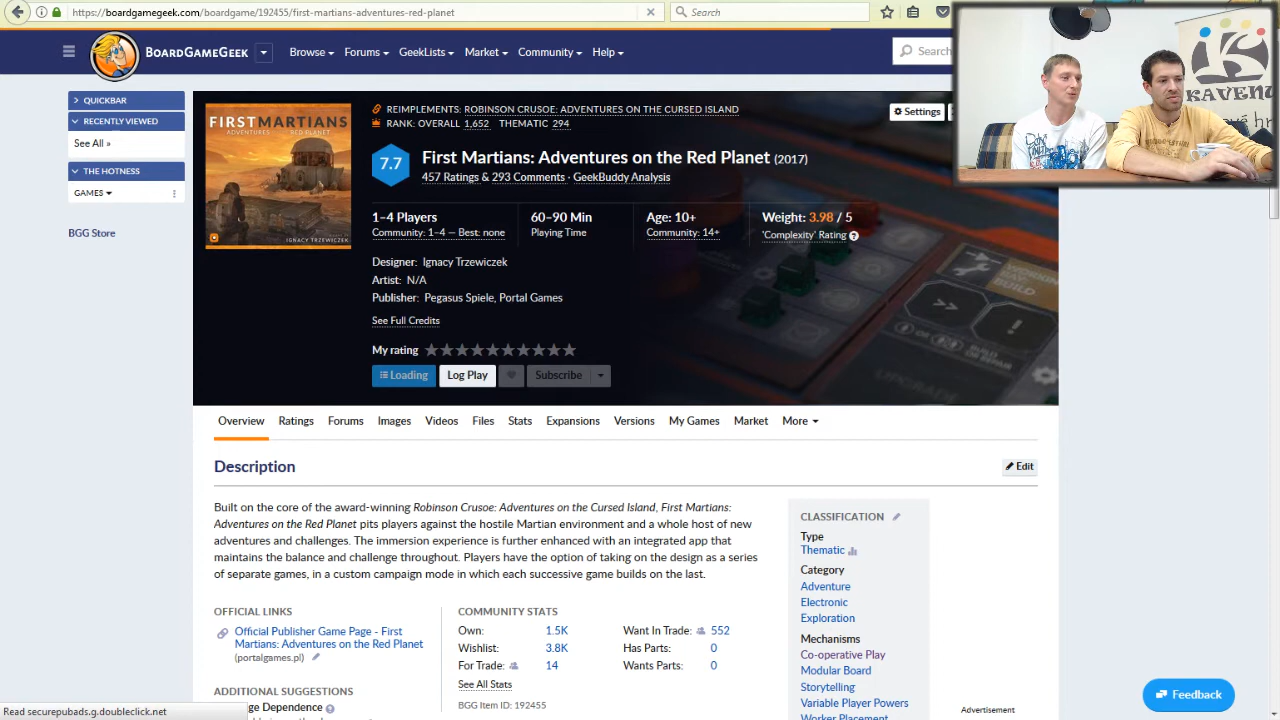 https://boardgamegeek.com/boardgame/192455/first-martians-adventures-red-planet
Search
BOARDGAMEGEEK
Browse
Forums
GeekLists
Market
Community
Help
Search
KAVENU
QUICKBAR
RECENTLY VIEWED
See All »
THE HOTNESS
GAMES
BGG Store
FIRSTMARTIANS
ADVENTURES RED PLANET
IGNACY TRZEWICZEK
REIMPLEMENTS: ROBINSON CRUSOE: ADVENTURES ON THE CURSED ISLAND
RANK: OVERALL 1,652 THEMATIC 294
Settings
7.7
First Martians: Adventures on the Red Planet (2017)
457 Ratings & 293 Comments · GeekBuddy Analysis
1–4 Players
Community: 1–4 — Best: none
60–90 Min
Playing Time
Age: 10+
Community: 14+
Weight: 3.98 / 5
'Complexity' Rating
Designer: Ignacy Trzewiczek
Artist: N/A
Publisher: Pegasus Spiele, Portal Games
See Full Credits
My rating
Loading
Log Play
Subscribe
Overview
Ratings
Forums
Images
Videos
Files
Stats
Expansions
Versions
My Games
Market
More
Description
Edit
Built on the core of the award-winning Robinson Crusoe: Adventures on the Cursed Island, First Martians:
Adventures on the Red Planet pits players against the hostile Martian environment and a whole host of new
adventures and challenges. The immersion experience is further enhanced with an integrated app that
maintains the balance and challenge throughout. Players have the option of taking on the design as a series
of separate games, in a custom campaign mode in which each successive game builds on the last.
CLASSIFICATION
Type
Thematic
Category
Adventure
Electronic
Exploration
Mechanisms
Co-operative Play
Modular Board
Storytelling
Variable Player Powers
Worker Placement
OFFICIAL LINKS
Official Publisher Game Page - First
Martians: Adventures on the Red Planet
(portalgames.pl)
ADDITIONAL SUGGESTIONS
ge Dependence
COMMUNITY STATS
Own: 1.5K
Wishlist: 3.8K
For Trade: 14
See All Stats
BGG Item ID: 192455
Want In Trade: 552
Has Parts: 0
Wants Parts: 0
Advertisement
Feedback
Read securepubads.g.doubleclick.net